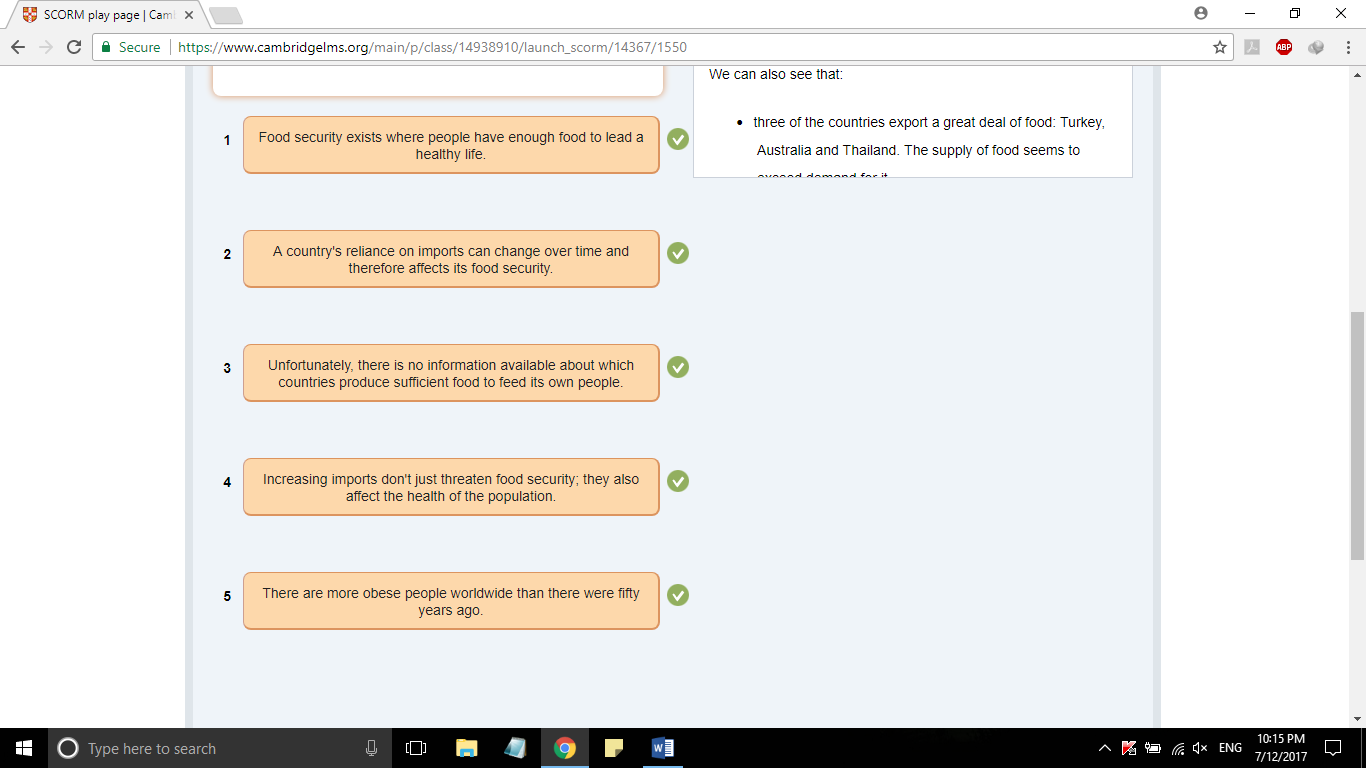 SCORM play page | Cam
Secure
https://www.cambridgelms.org/main/p/class/14938910/launch_scorm/14367/1550
ABP
We can also see that:
• three of the countries export a great deal of food: Turkey,
Australia and Thailand. The supply of food seems to
exceed demand for it
1
Food security exists where people have enough food to lead a
healthy life.
2
A country's reliance on imports can change over time and
therefore affects its food security.
3
Unfortunately, there is no information available about which
countries produce sufficient food to feed its own people.
4
Increasing imports don't just threaten food security; they also
affect the health of the population.
5
There are more obese people worldwide than there were fifty
years ago.
Type here to search
ENG
10:15 PM
7/12/2017